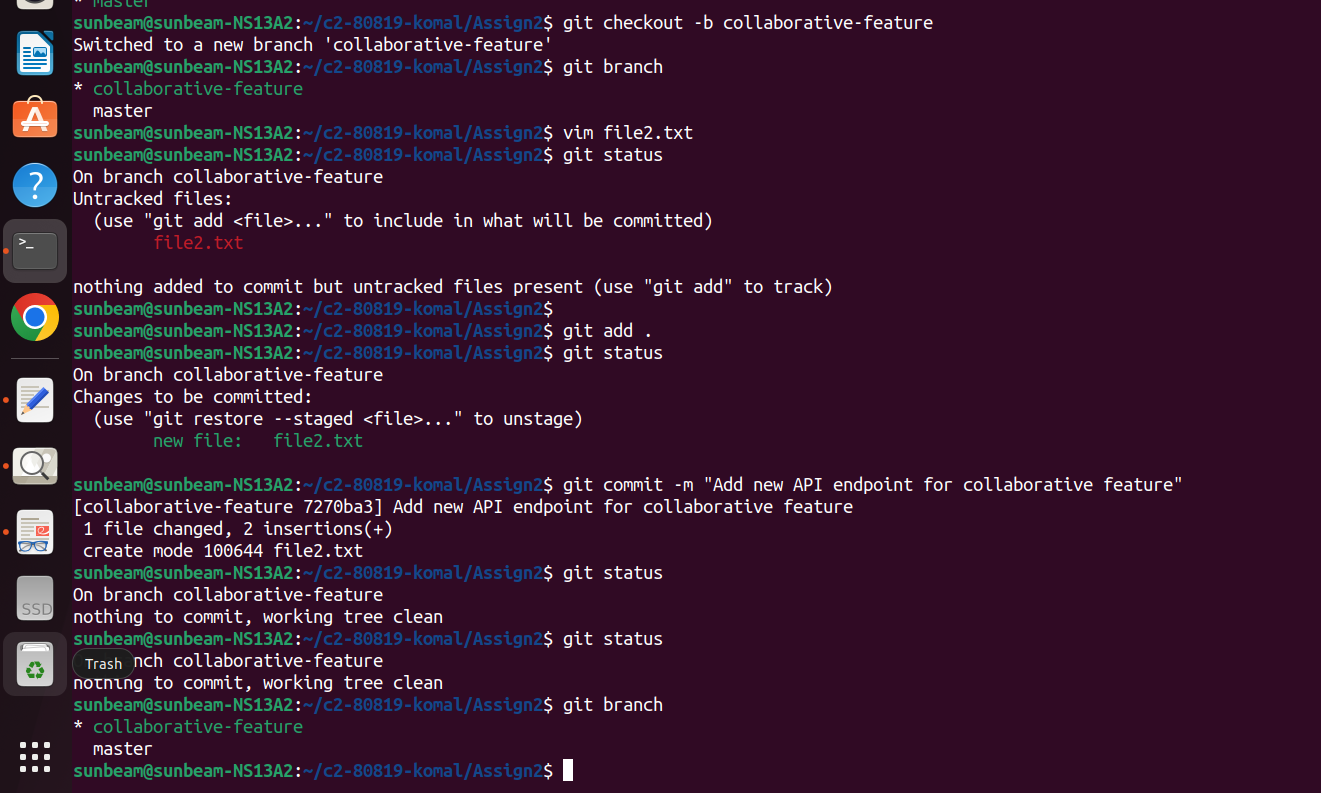 * master
sunbeam@sunbeam-NS13A2:~/c2-80819-komal/Assign2$ git checkout -b collaborative-feature
Switched to a new branch 'collaborative-feature'
sunbeam@sunbeam-NS13A2:~/c2-80819-komal/Assign2$ git branch
* collaborative-feature
  master
sunbeam@sunbeam-NS13A2:~/c2-80819-komal/Assign2$ vim file2.txt
sunbeam@sunbeam-NS13A2:~/c2-80819-komal/Assign2$ git status
On branch collaborative-feature
Untracked files:
  (use "git add <file>..." to include in what will be committed)
        file2.txt
nothing added to commit but untracked files present (use "git add" to track)
sunbeam@sunbeam-NS13A2:~/c2-80819-komal/Assign2$
sunbeam@sunbeam-NS13A2:~/c2-80819-komal/Assign2$ git add .
sunbeam@sunbeam-NS13A2:~/c2-80819-komal/Assign2$ git status
On branch collaborative-feature
Changes to be committed:
  (use "git restore --staged <file>..." to unstage)
        new file:   file2.txt
sunbeam@sunbeam-NS13A2:~/c2-80819-komal/Assign2$ git commit -m "Add new API endpoint for collaborative feature"
[collaborative-feature 7270ba3] Add new API endpoint for collaborative feature
 1 file changed, 2 insertions(+)
 create mode 100644 file2.txt
sunbeam@sunbeam-NS13A2:~/c2-80819-komal/Assign2$ git status
On branch collaborative-feature
nothing to commit, working tree clean
SSD
sunbeam@sunbeam-NS13A2:~/c2-80819-komal/Assign2$ git status
Trash
nch collaborative-feature
nothing to commit, working tree clean
sunbeam@sunbeam-NS13A2:~/c2-80819-komal/Assign2$ git branch
* collaborative-feature
  master
sunbeam@sunbeam-NS13A2:~/c2-80819-komal/Assign2$